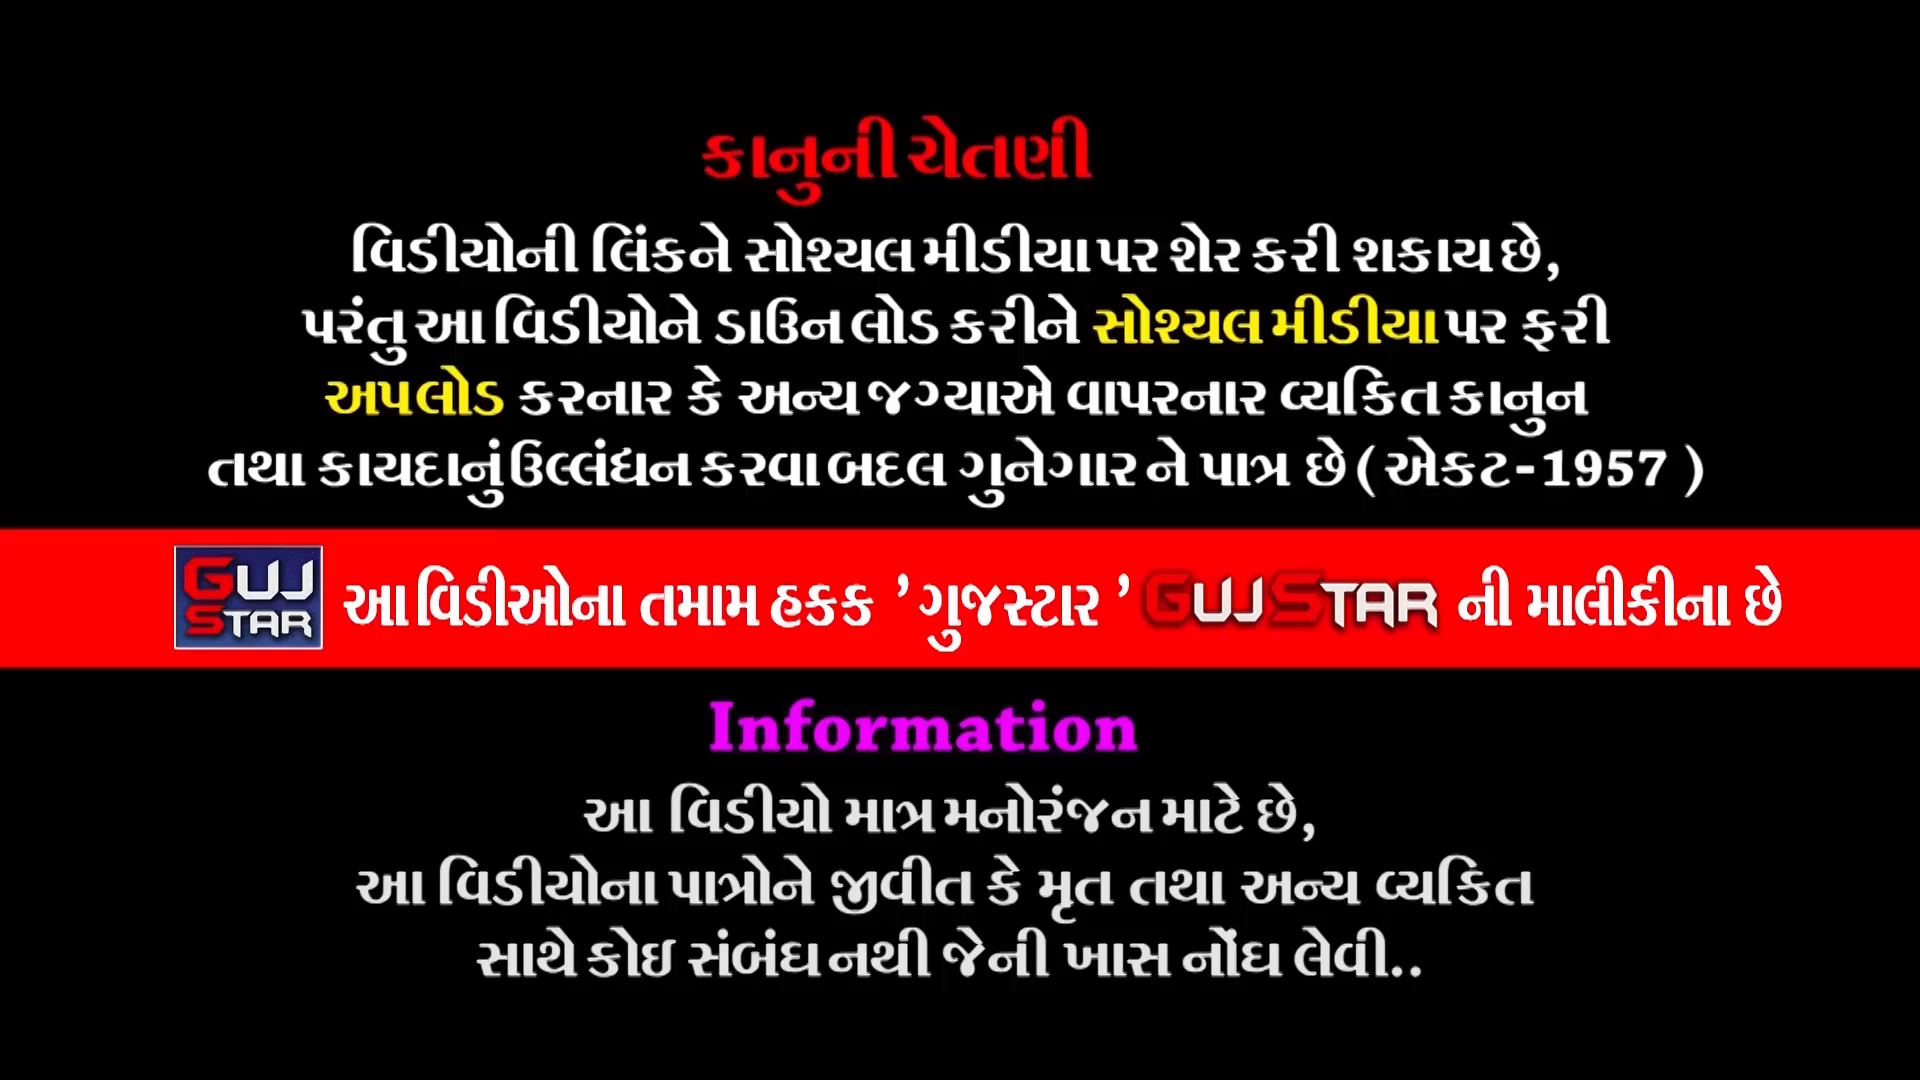 કાનુની ચેતણી
વિડીયોની લિંકને સોશ્યલ મીડીયા પર શેર કરી શકાય છે,
પરંતુ આ વિડીયોને ડાઉન લોડ કરીને સોશ્યલ મીડીયા પર ફરી
અપલોડ કરનાર કે અન્ય જગ્યાએ વાપરનાર વ્યકિત કાનુન
તથા કાયદાનું ઉલ્લંઘન કરવા બદલ ગુનેગાર ને પાત્ર છે ( એકટ-1957 )
GUJ STAR આ વિડીઓના તમામ હકક ’ ગુજસ્ટાર ’ GUJ STAR ની માલીકીના છે
Information
આ વિડીયો માત્ર મનોરંજન માટે છે,
આ વિડીયોના પાત્રોને જીવીત કે મૃત તથા અન્ય વ્યકિત
સાથે કોઇ સંબંધ નથી જેની ખાસ નોંધ લેવી..